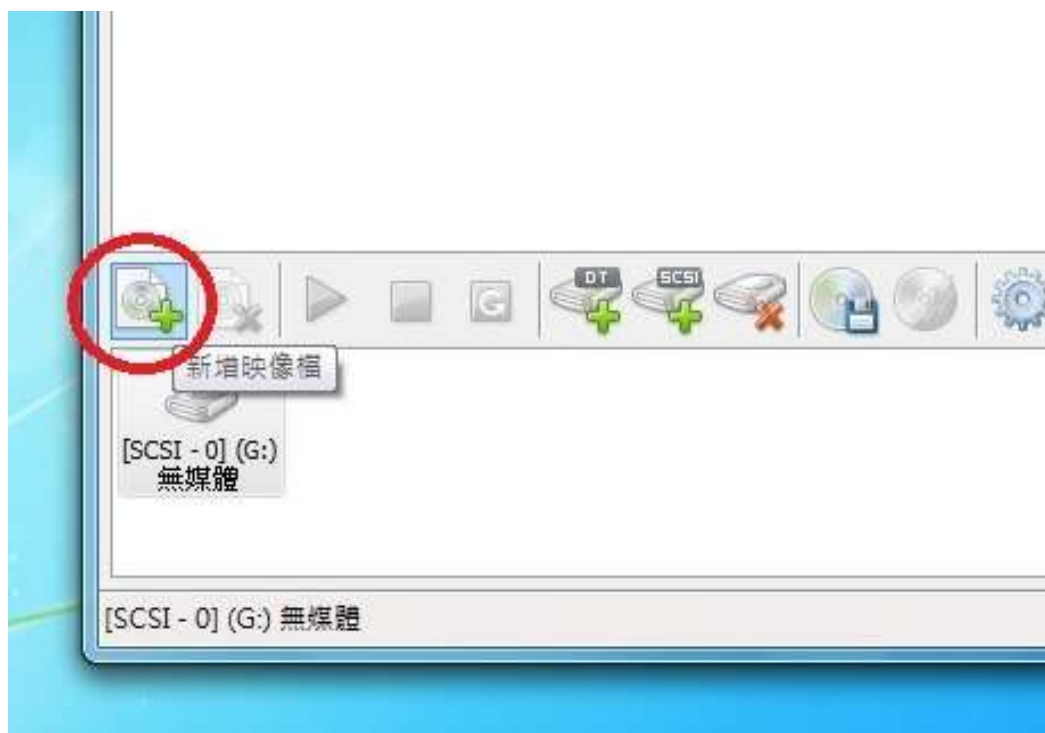 DT
SCSI
G
新增映像檔
[SCSI - 0] (G:)
無媒體
[SCSI - 0] (G:) 無媒體